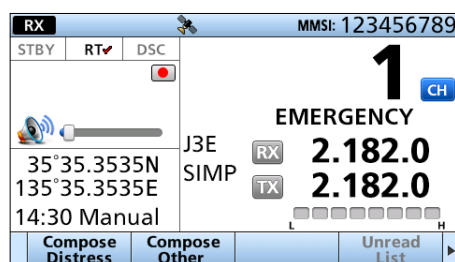 RX MMSI: 123456789
STBY RT✔ DSC
1 CH
EMERGENCY
J3E RX 2.182.0
SIMP TX 2.182.0
35°35.3535N
135°35.3535E
14:30 Manual
L H
Compose Distress
Compose Other
Unread List